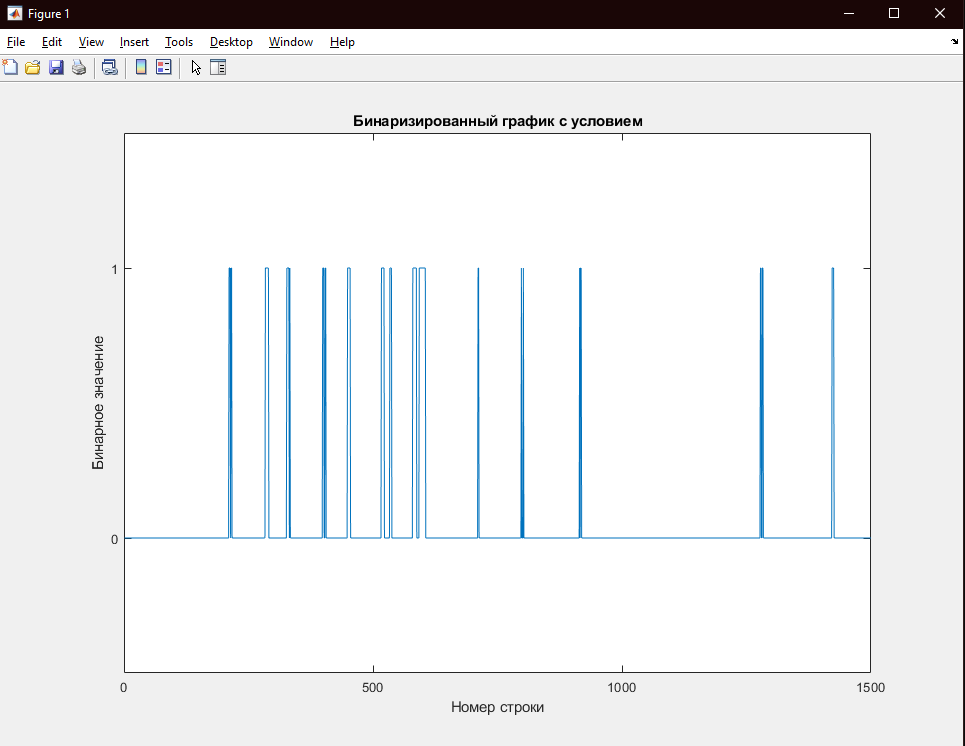 Figure 1
File Edit View Insert Tools Desktop Window Help
Бинаризированный график с условием
1
0
Бинарное значение
0 500 1000 1500
Номер строки